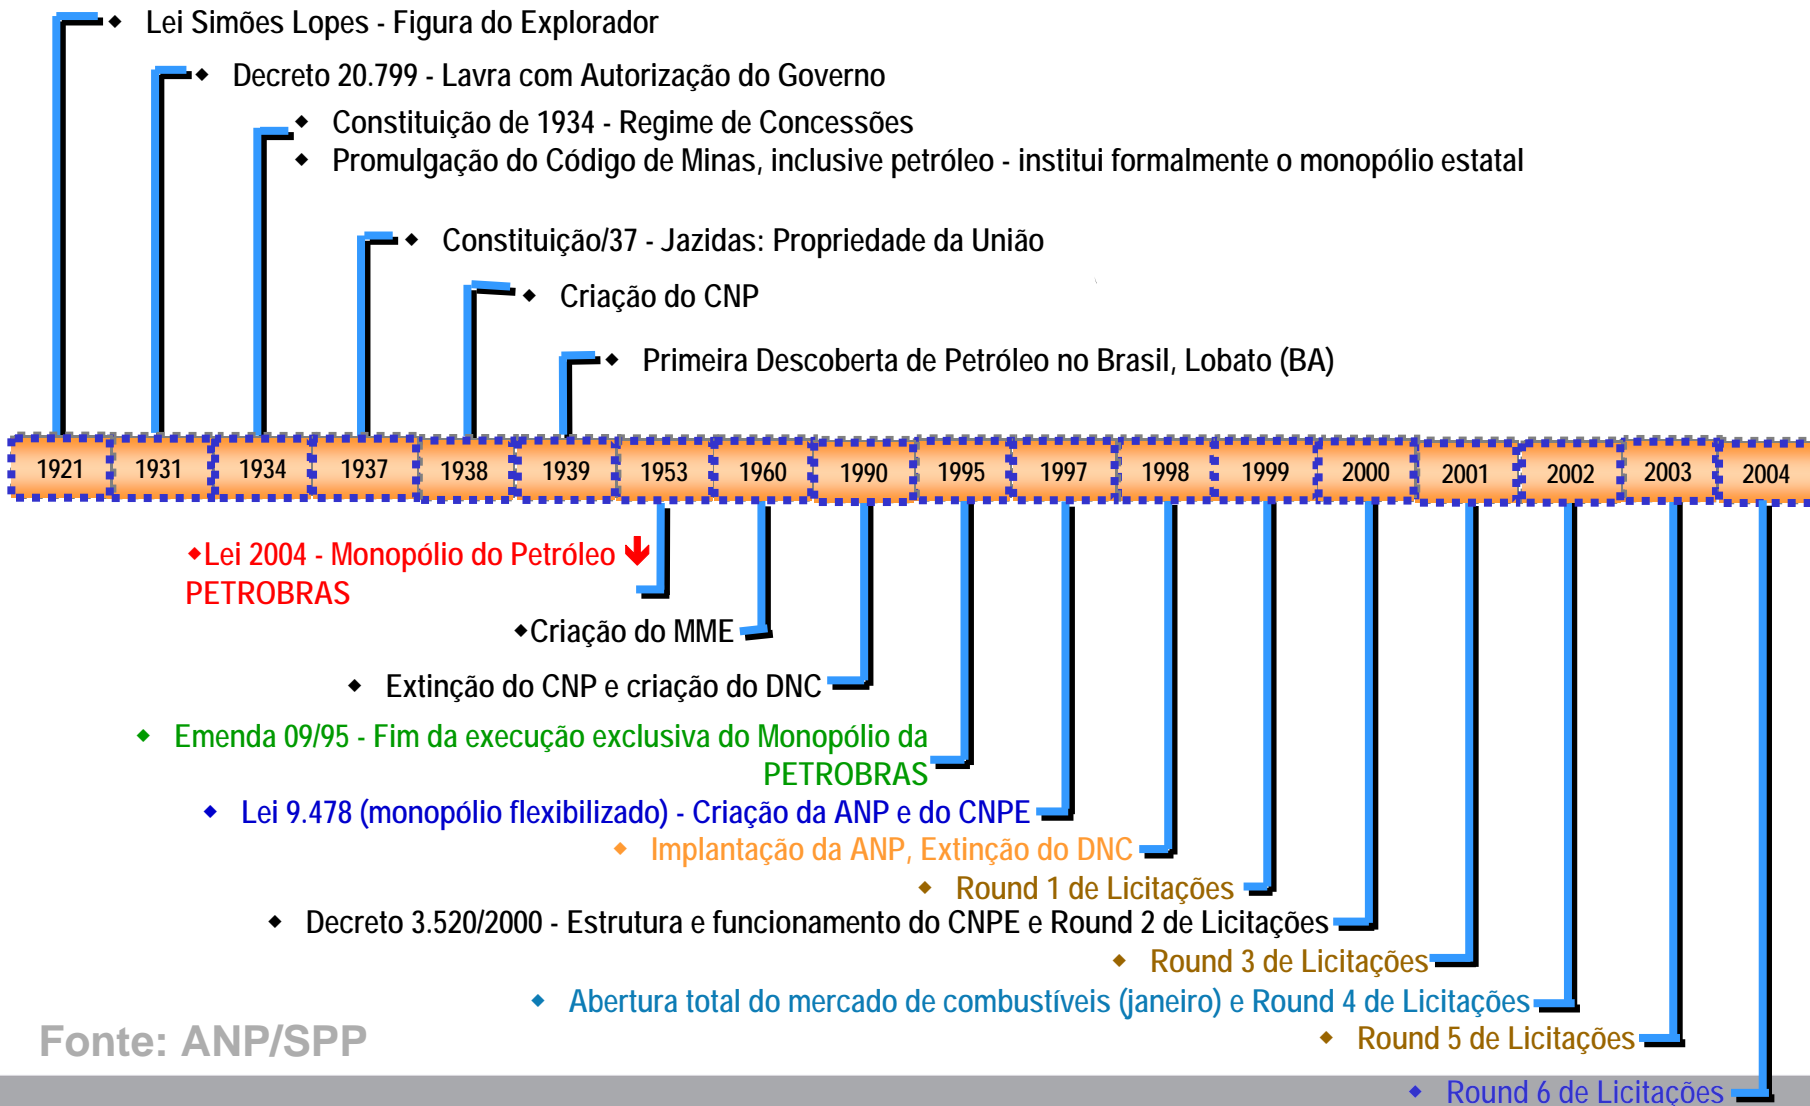 ◆ Lei Simões Lopes - Figura do Explorador
◆ Decreto 20.799 - Lavra com Autorização do Governo
◆ Constituição de 1934 - Regime de Concessões
◆ Promulgação do Código de Minas, inclusive petróleo - institui formalmente o monopólio estatal
◆ Constituição/37 - Jazidas: Propriedade da União
◆ Criação do CNP
◆ Primeira Descoberta de Petróleo no Brasil, Lobato (BA)
1921 1931 1934 1937 1938 1939 1953 1960 1990 1995 1997 1998 1999 2000 2001 2002 2003 2004
◆Lei 2004 - Monopólio do Petróleo ↓
PETROBRAS
◆Criação do MME
◆ Extinção do CNP e criação do DNC
◆ Emenda 09/95 - Fim da execução exclusiva do Monopólio da
PETROBRAS
◆ Lei 9.478 (monopólio flexibilizado) - Criação da ANP e do CNPE
◆ Implantação da ANP, Extinção do DNC
◆ Round 1 de Licitações
◆ Decreto 3.520/2000 - Estrutura e funcionamento do CNPE e Round 2 de Licitações
◆ Round 3 de Licitações
◆ Abertura total do mercado de combustíveis (janeiro) e Round 4 de Licitações
◆ Round 5 de Licitações
Fonte: ANP/SPP
◆ Round 6 de Licitações